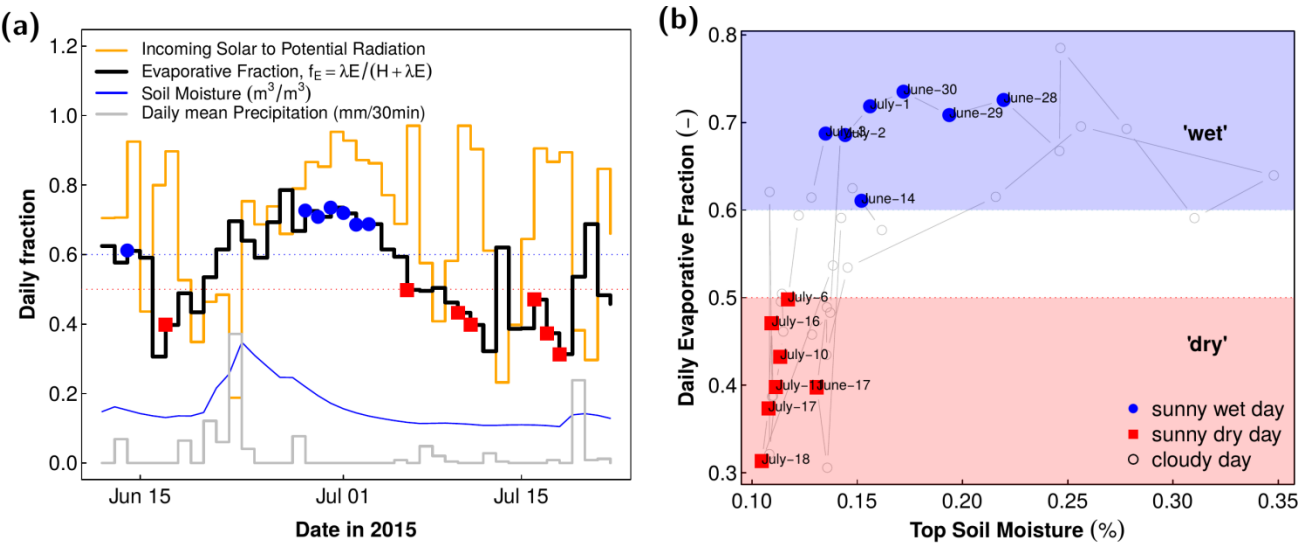 (a)
1.2
1.0
0.8
0.6
0.4
0.2
0.0
Daily fraction
Incoming Solar to Potential Radiation
Evaporative Fraction, fE = λE/(H + λE)
Soil Moisture (m³/m³)
Daily mean Precipitation (mm/30min)
Jun 15
Jul 01
Jul 15
Date in 2015
(b)
0.8
0.7
0.6
0.5
0.4
0.3
Daily Evaporative Fraction (−)
June−30
July−1
June−28
June−29
July−2
June−14
'wet'
July−6
July−16
July−10
June−17
July−17
July−18
'dry'
sunny wet day
sunny dry day
cloudy day
0.10
0.15
0.20
0.25
0.30
0.35
Top Soil Moisture (%)